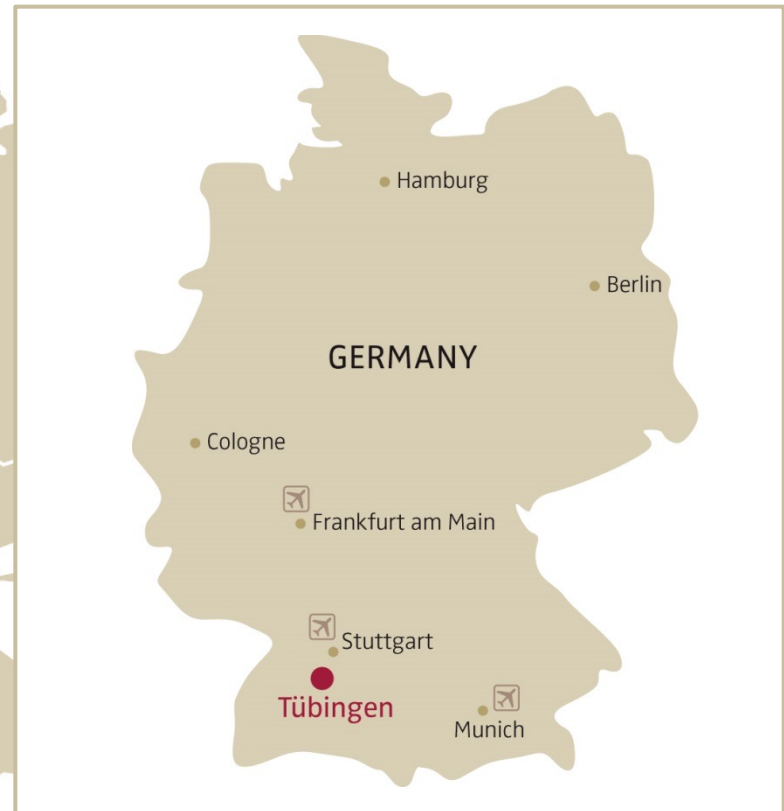 Hamburg
Berlin
GERMANY
Cologne
Frankfurt am Main
Stuttgart
Tübingen
Munich